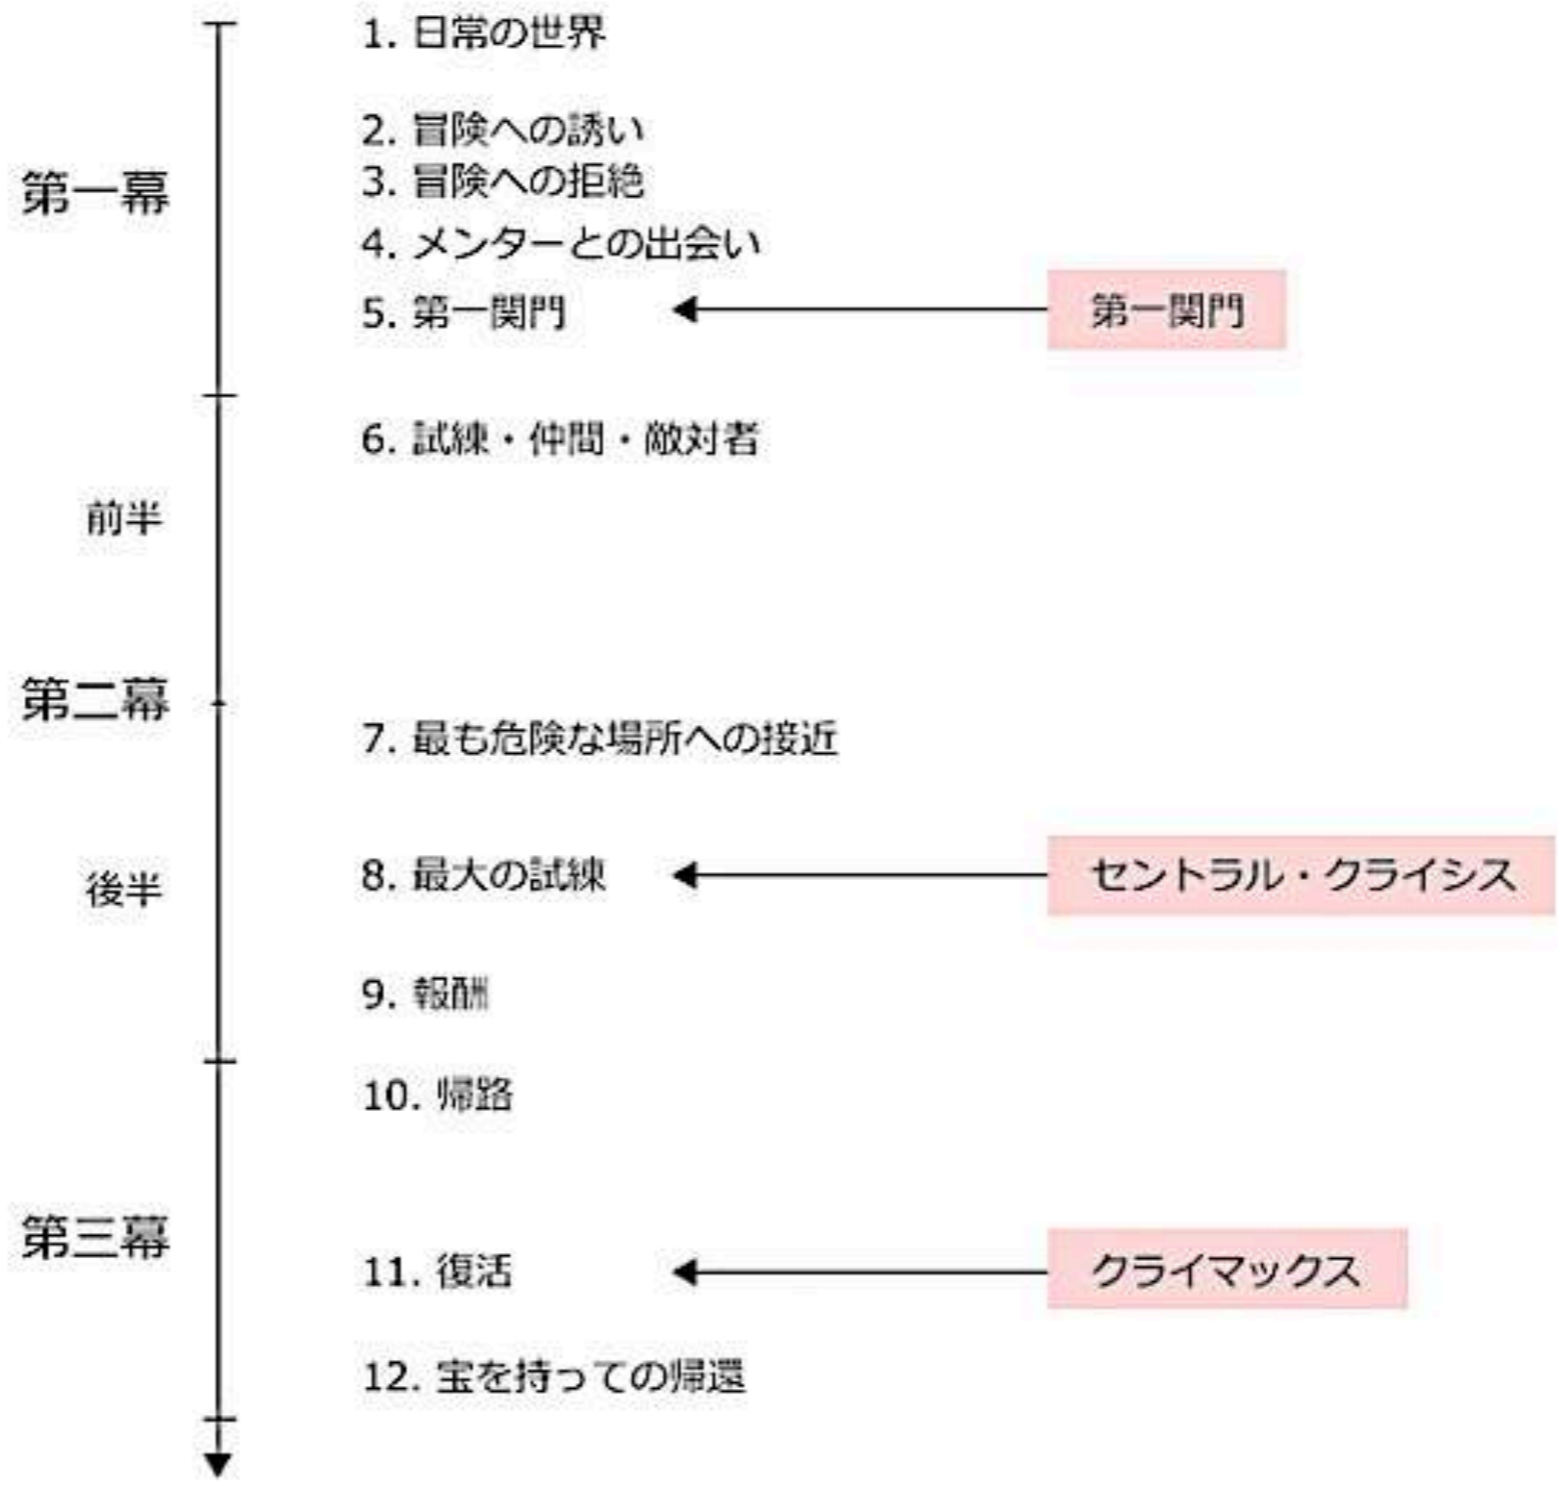 1. 日常の世界
2. 冒険への誘い
3. 冒険への拒絶
第一幕
4. メンターとの出会い
5. 第一関門
第一関門
6. 試練・仲間・敵対者
前半
第二幕
7. 最も危険な場所への接近
8. 最大の試練
セントラル・クライシス
後半
9. 報酬
10. 帰路
第三幕
11. 復活
クライマックス
12. 宝を持っての帰還